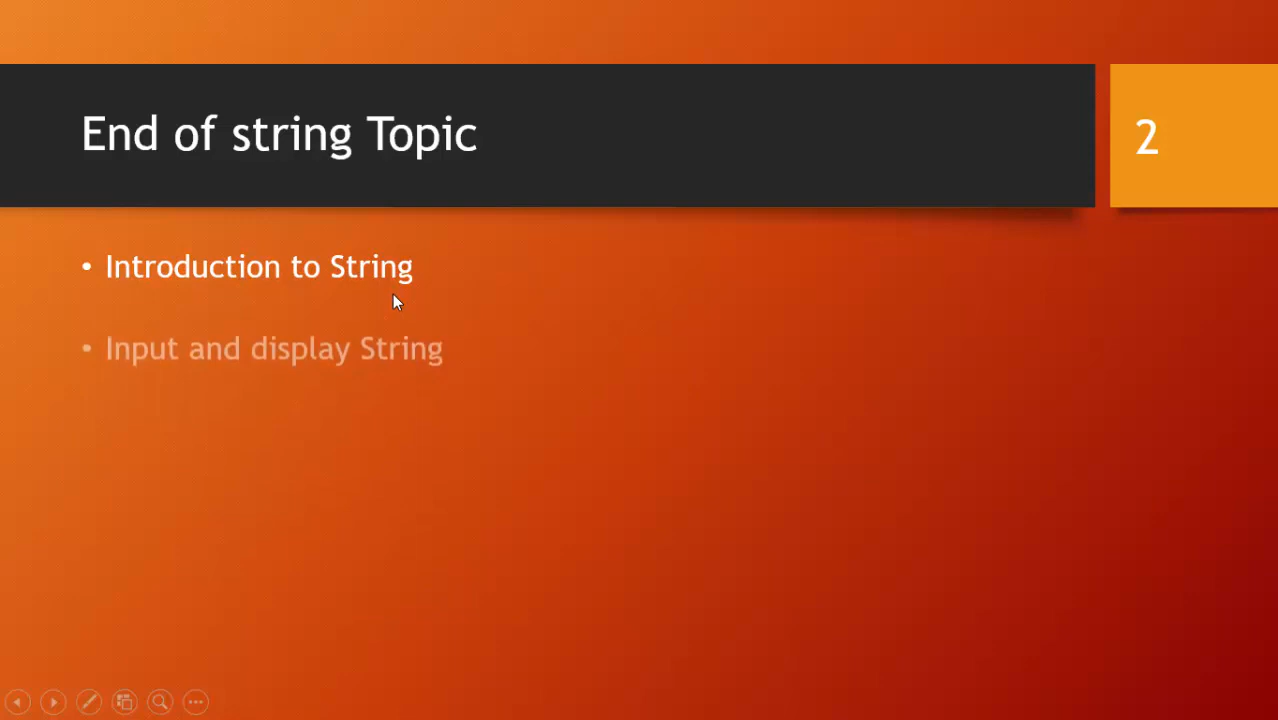 End of string Topic
2
• Introduction to String
• Input and display String